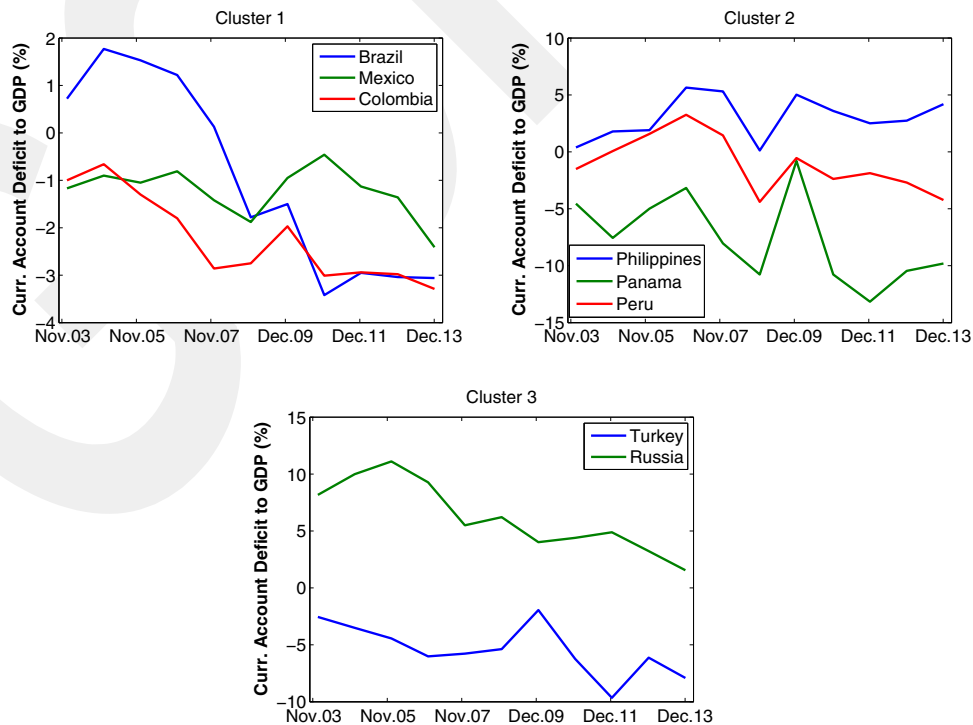 Cluster 1
Curr. Account Deficit to GDP (%)
2
1
0
−1
−2
−3
−4
Brazil
Mexico
Colombia
Nov.03 Nov.05 Nov.07 Dec.09 Dec.11 Dec.13
Cluster 2
Curr. Account Deficit to GDP (%)
10
5
0
−5
−10
−15
Philippines
Panama
Peru
Nov.03 Nov.05 Nov.07 Dec.09 Dec.11 Dec.13
Cluster 3
Curr. Account Deficit to GDP (%)
15
10
5
0
−5
−10
Turkey
Russia
Nov.03 Nov.05 Nov.07 Dec.09 Dec.11 Dec.13